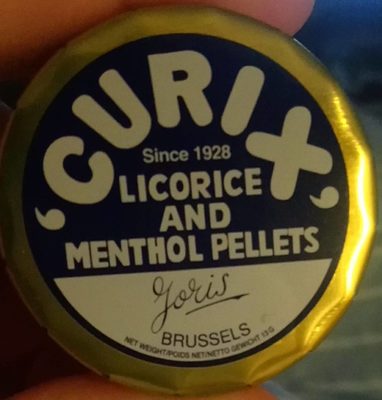 'CURIX'
Since 1928
LICORICE
AND
MENTHOL PELLETS
Joris
BRUSSELS
NET WEIGHT/POIDS NET/NETTO GEWICHT 13 G